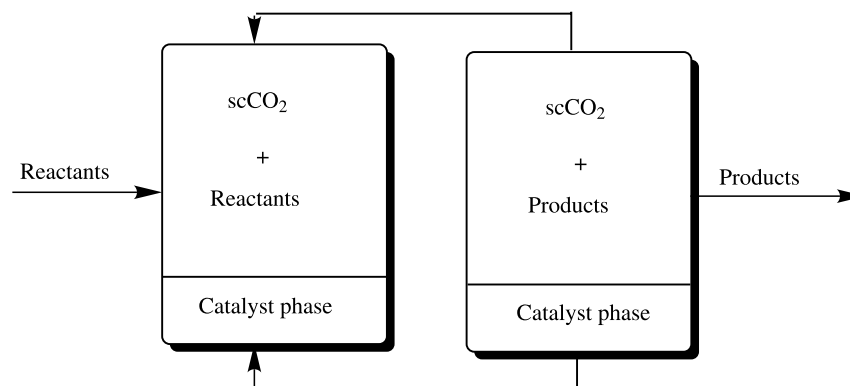 Reactants
scCO₂
+
Reactants
Catalyst phase
scCO₂
+
Products
Catalyst phase
Products